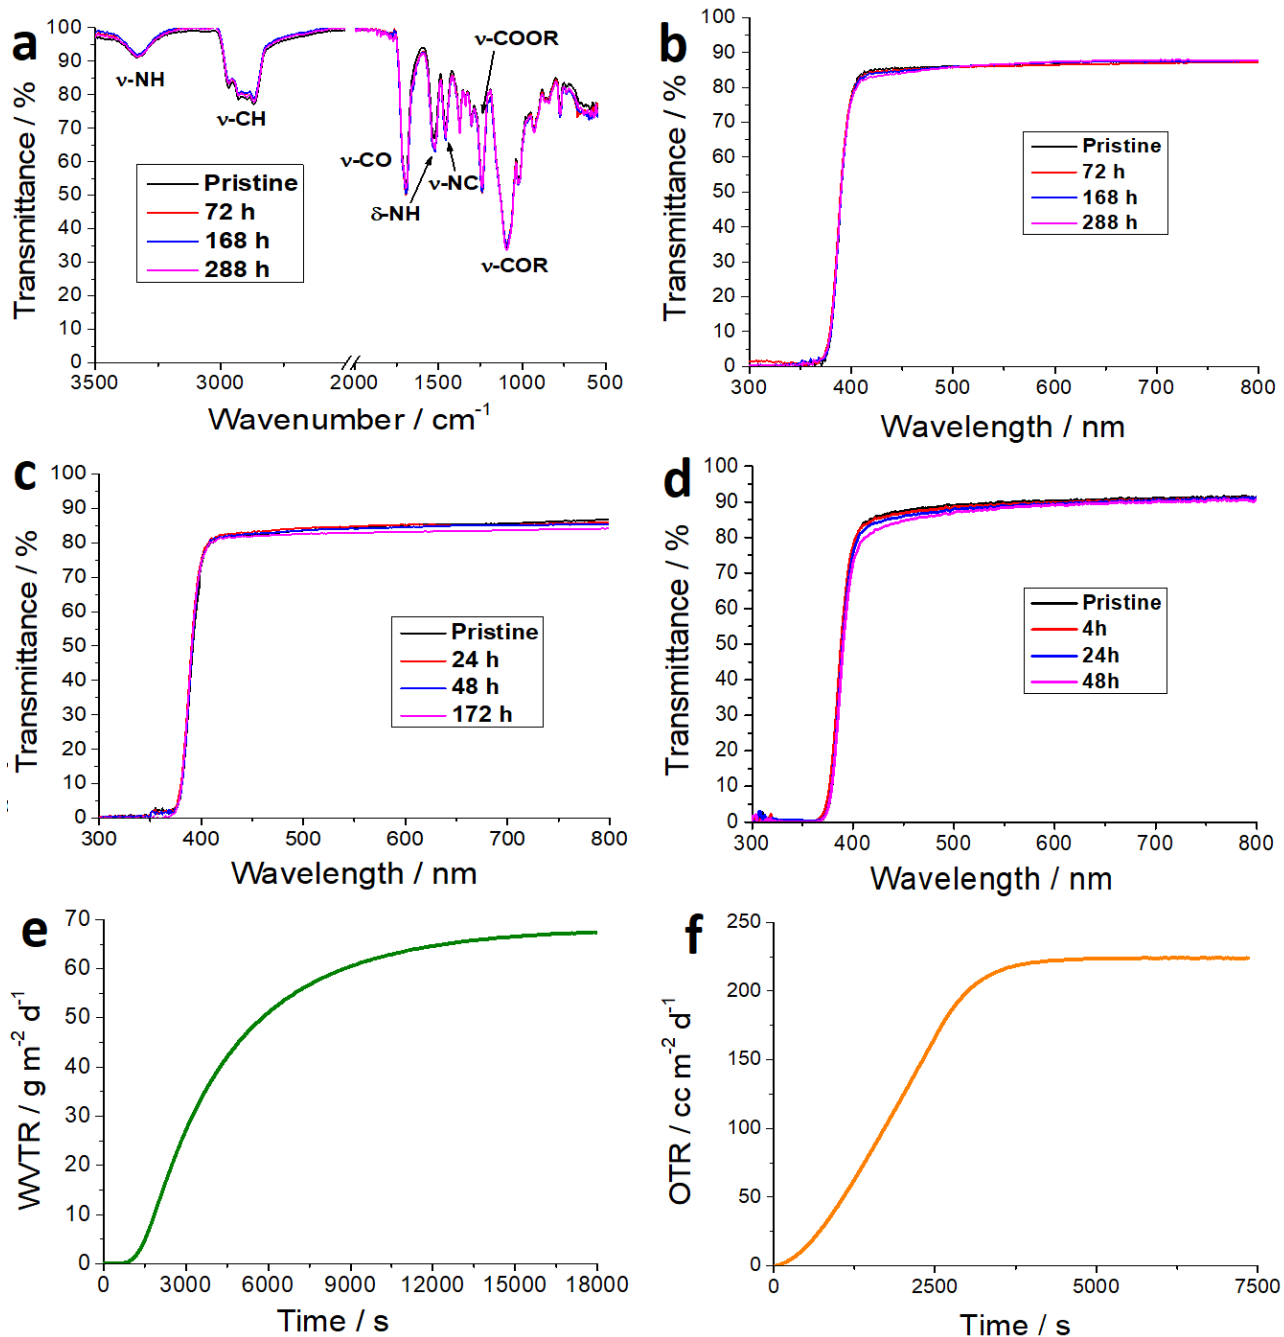 a
Transmittance / %
100
90
80
70
60
50
40
30
20
10
0
ν-NH
ν-CH
ν-COOR
ν-CO
ν-NC
δ-NH
ν-COR
Pristine
72 h
168 h
288 h
3500 3000 2000 1500 1000 500
Wavenumber / cm⁻¹
b
Transmittance / %
100
90
80
70
60
50
40
30
20
10
0
Pristine
72 h
168 h
288 h
300 400 500 600 700 800
Wavelength / nm
c
Transmittance / %
100
90
80
70
60
50
40
30
20
10
0
Pristine
24 h
48 h
172 h
300 400 500 600 700 800
Wavelength / nm
d
Transmittance / %
100
90
80
70
60
50
40
30
20
10
0
Pristine
4h
24h
48h
300 400 500 600 700 800
Wavelength / nm
e
WVTR / g m⁻² d⁻¹
70
60
50
40
30
20
10
0
0 3000 6000 9000 12000 15000 18000
Time / s
f
OTR / cc m⁻² d⁻¹
250
200
150
100
50
0
0 2500 5000 7500
Time / s